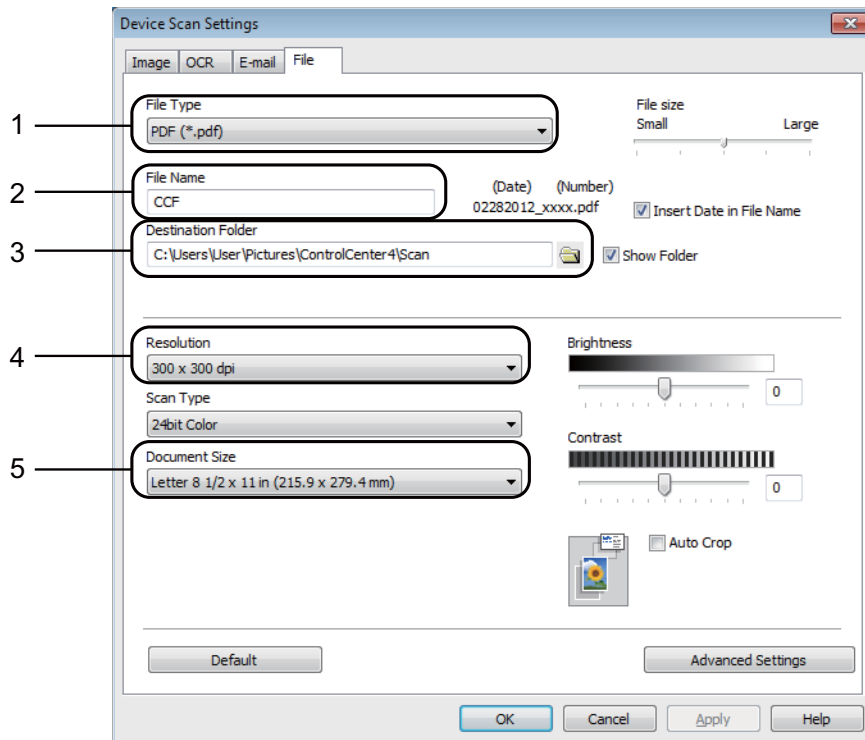 Device Scan Settings
Image OCR E-mail File
1
File Type
PDF (*.pdf)
File size
Small Large
2
File Name
CCF
(Date) (Number)
02282012_xxxx.pdf
Insert Date in File Name
3
Destination Folder
C:\Users\User\Pictures\ControlCenter4\Scan
Show Folder
4
Resolution
300 x 300 dpi
Scan Type
24bit Color
5
Document Size
Letter 8 1/2 x 11 in (215.9 x 279.4 mm)
Brightness
0
Contrast
0
Auto Crop
Default
Advanced Settings
OK Cancel Apply Help